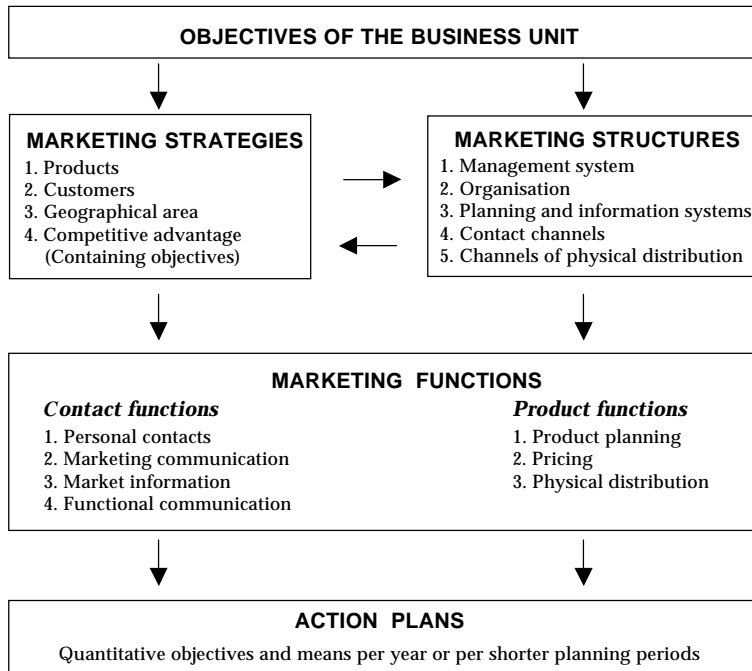 OBJECTIVES OF THE BUSINESS UNIT
MARKETING STRATEGIES
1. Products
2. Customers
3. Geographical area
4. Competitive advantage
(Containing objectives)
MARKETING STRUCTURES
1. Management system
2. Organisation
3. Planning and information systems
4. Contact channels
5. Channels of physical distribution
MARKETING FUNCTIONS
Contact functions
1. Personal contacts
2. Marketing communication
3. Market information
4. Functional communication
Product functions
1. Product planning
2. Pricing
3. Physical distribution
ACTION PLANS
Quantitative objectives and means per year or per shorter planning periods